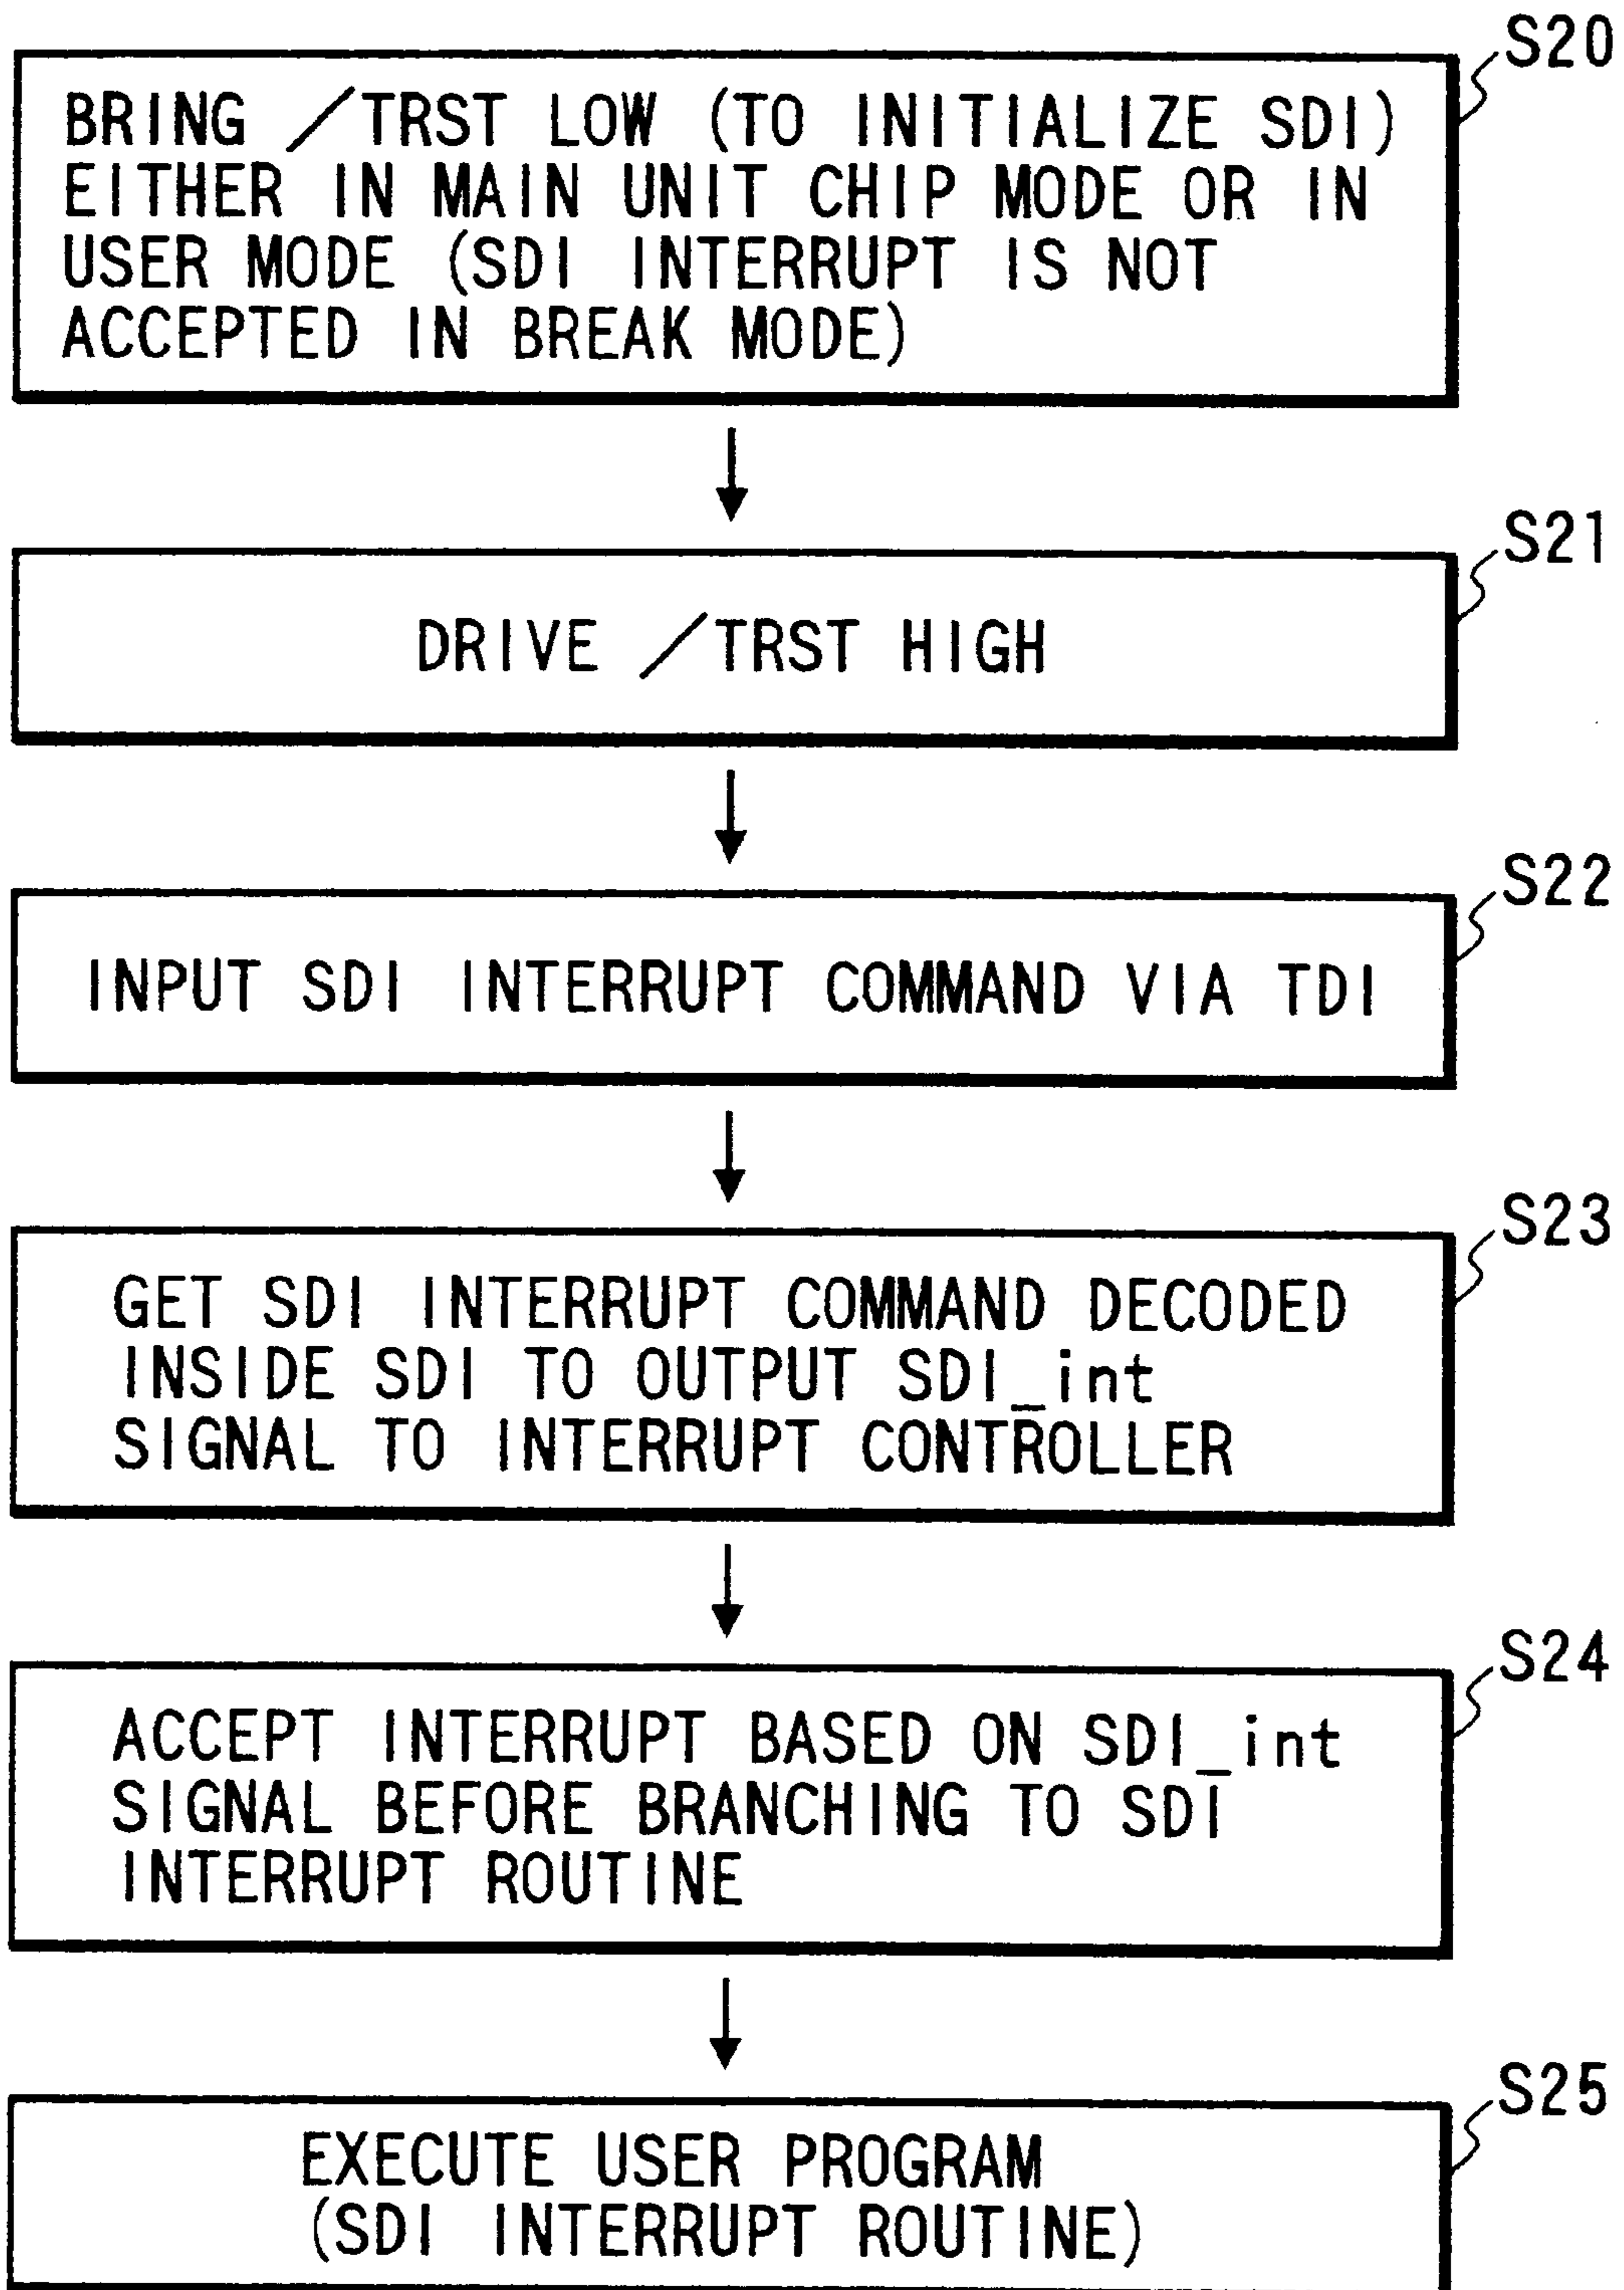 S20
BRING /TRST LOW (TO INITIALIZE SDI)
EITHER IN MAIN UNIT CHIP MODE OR IN
USER MODE (SDI INTERRUPT IS NOT
ACCEPTED IN BREAK MODE)
S21
DRIVE /TRST HIGH
S22
INPUT SDI INTERRUPT COMMAND VIA TDI
S23
GET SDI INTERRUPT COMMAND DECODED
INSIDE SDI TO OUTPUT SDI_int
SIGNAL TO INTERRUPT CONTROLLER
S24
ACCEPT INTERRUPT BASED ON SDI_int
SIGNAL BEFORE BRANCHING TO SDI
INTERRUPT ROUTINE
S25
EXECUTE USER PROGRAM
(SDI INTERRUPT ROUTINE)